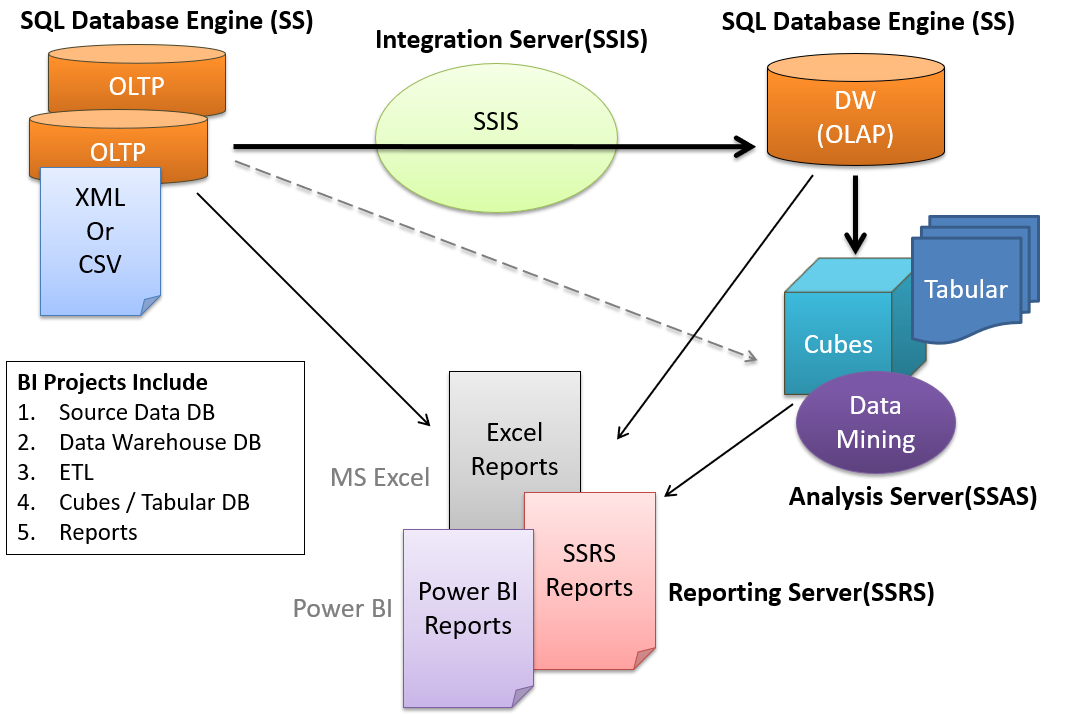 SQL Database Engine (SS)
Integration Server(SSIS)
SQL Database Engine (SS)
OLTP
OLTP
XML
Or
CSV
SSIS
DW
(OLAP)
Tabular
Cubes
Data
Mining
Analysis Server(SSAS)
BI Projects Include
1. Source Data DB
2. Data Warehouse DB
3. ETL
4. Cubes / Tabular DB
5. Reports
MS Excel
Excel
Reports
SSRS
Reports
Reporting Server(SSRS)
Power BI
Power BI
Reports